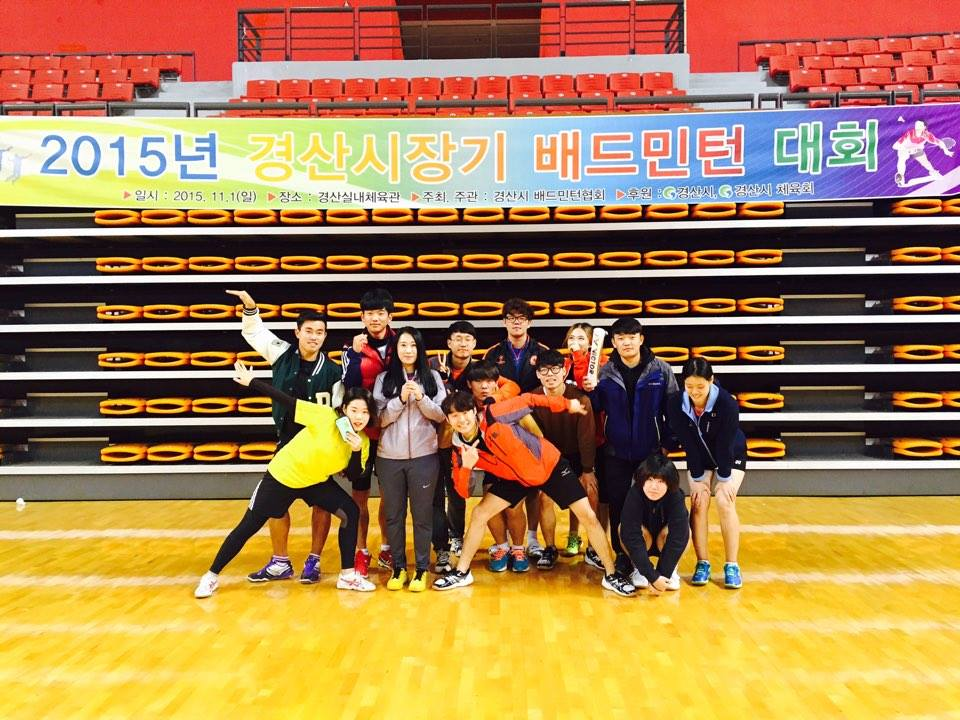 2015년 경산시장기 배드민턴 대회
▶일시 : 2015. 11.1(일) ▶장소 : 경산실내체육관 ▶주최. 주관 : 경산시 배드민턴협회 ▶후원 : 경산시, 경산시 체육회
VICTOR